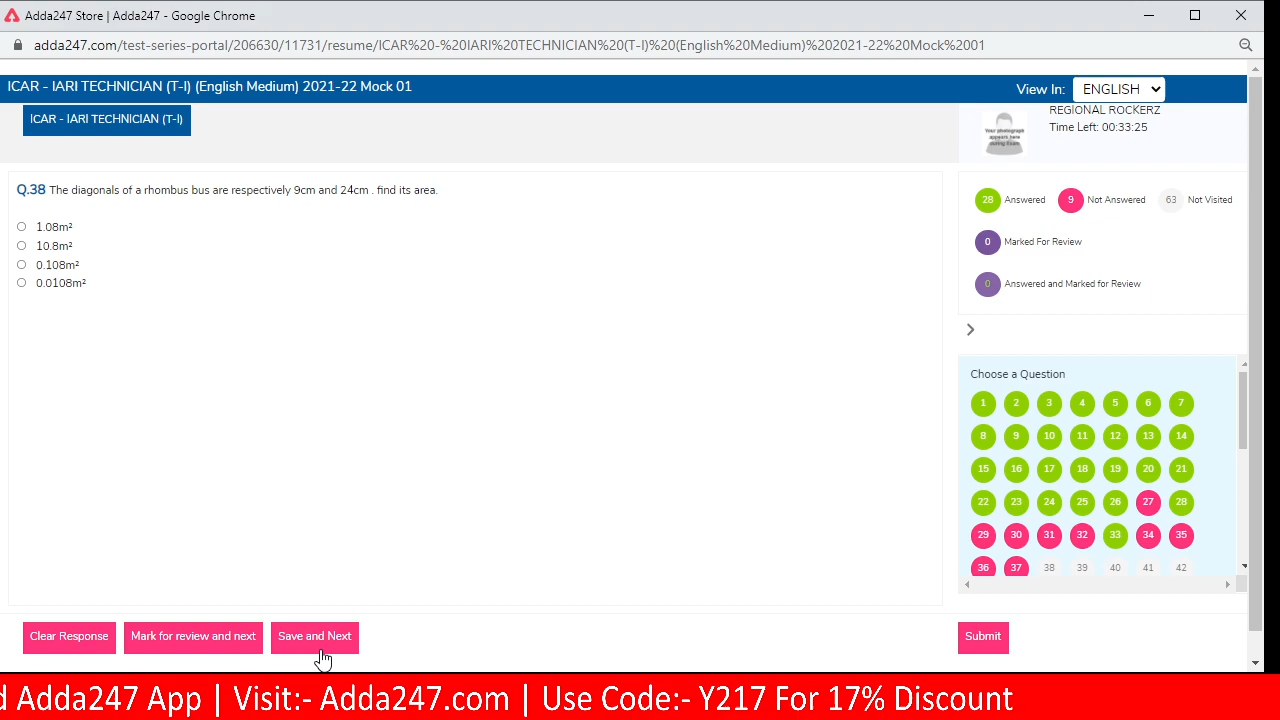 Adda247 Store | Adda247 - Google Chrome
adda247.com/test-series-portal/206630/11731/resume/ICAR%20-%20IARI%20TECHNICIAN%20(T-I)%20(English%20Medium)%202021-22%20Mock%2001
ICAR - IARI TECHNICIAN (T-I) (English Medium) 2021-22 Mock 01
View In: ENGLISH
ICAR - IARI TECHNICIAN (T-I)
Your photograph
appears here
during Exam
REGIONAL ROCKERZ
Time Left: 00:33:25
Q.38 The diagonals of a rhombus bus are respectively 9cm and 24cm . find its area.
1.08m²
10.8m²
0.108m²
0.0108m²
28 Answered 9 Not Answered 63 Not Visited
0 Marked For Review
0 Answered and Marked for Review
Choose a Question
1 2 3 4 5 6 7
8 9 10 11 12 13 14
15 16 17 18 19 20 21
22 23 24 25 26 27 28
29 30 31 32 33 34 35
36 37 38 39 40 41 42
Clear Response Mark for review and next Save and Next Submit
d Adda247 App | Visit:- Adda247.com | Use Code:- Y217 For 17% Discount